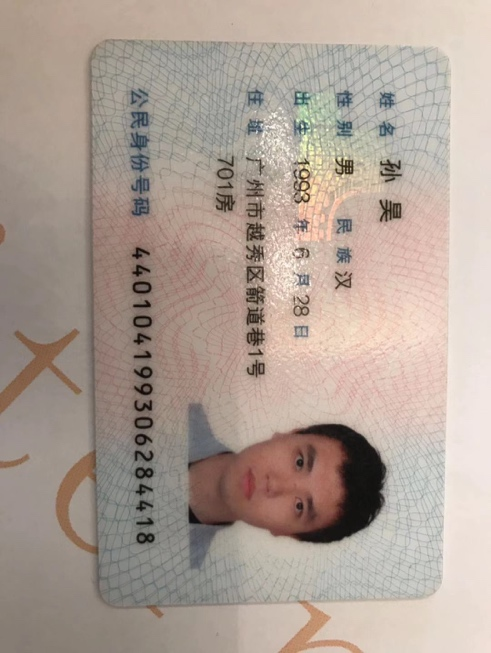 姓名 孙昊
性别 男 民族 汉
出生 1993 年 6 月 28 日
住址 广州市越秀区箭道巷1号
701房
公民身份号码 440104199306284418